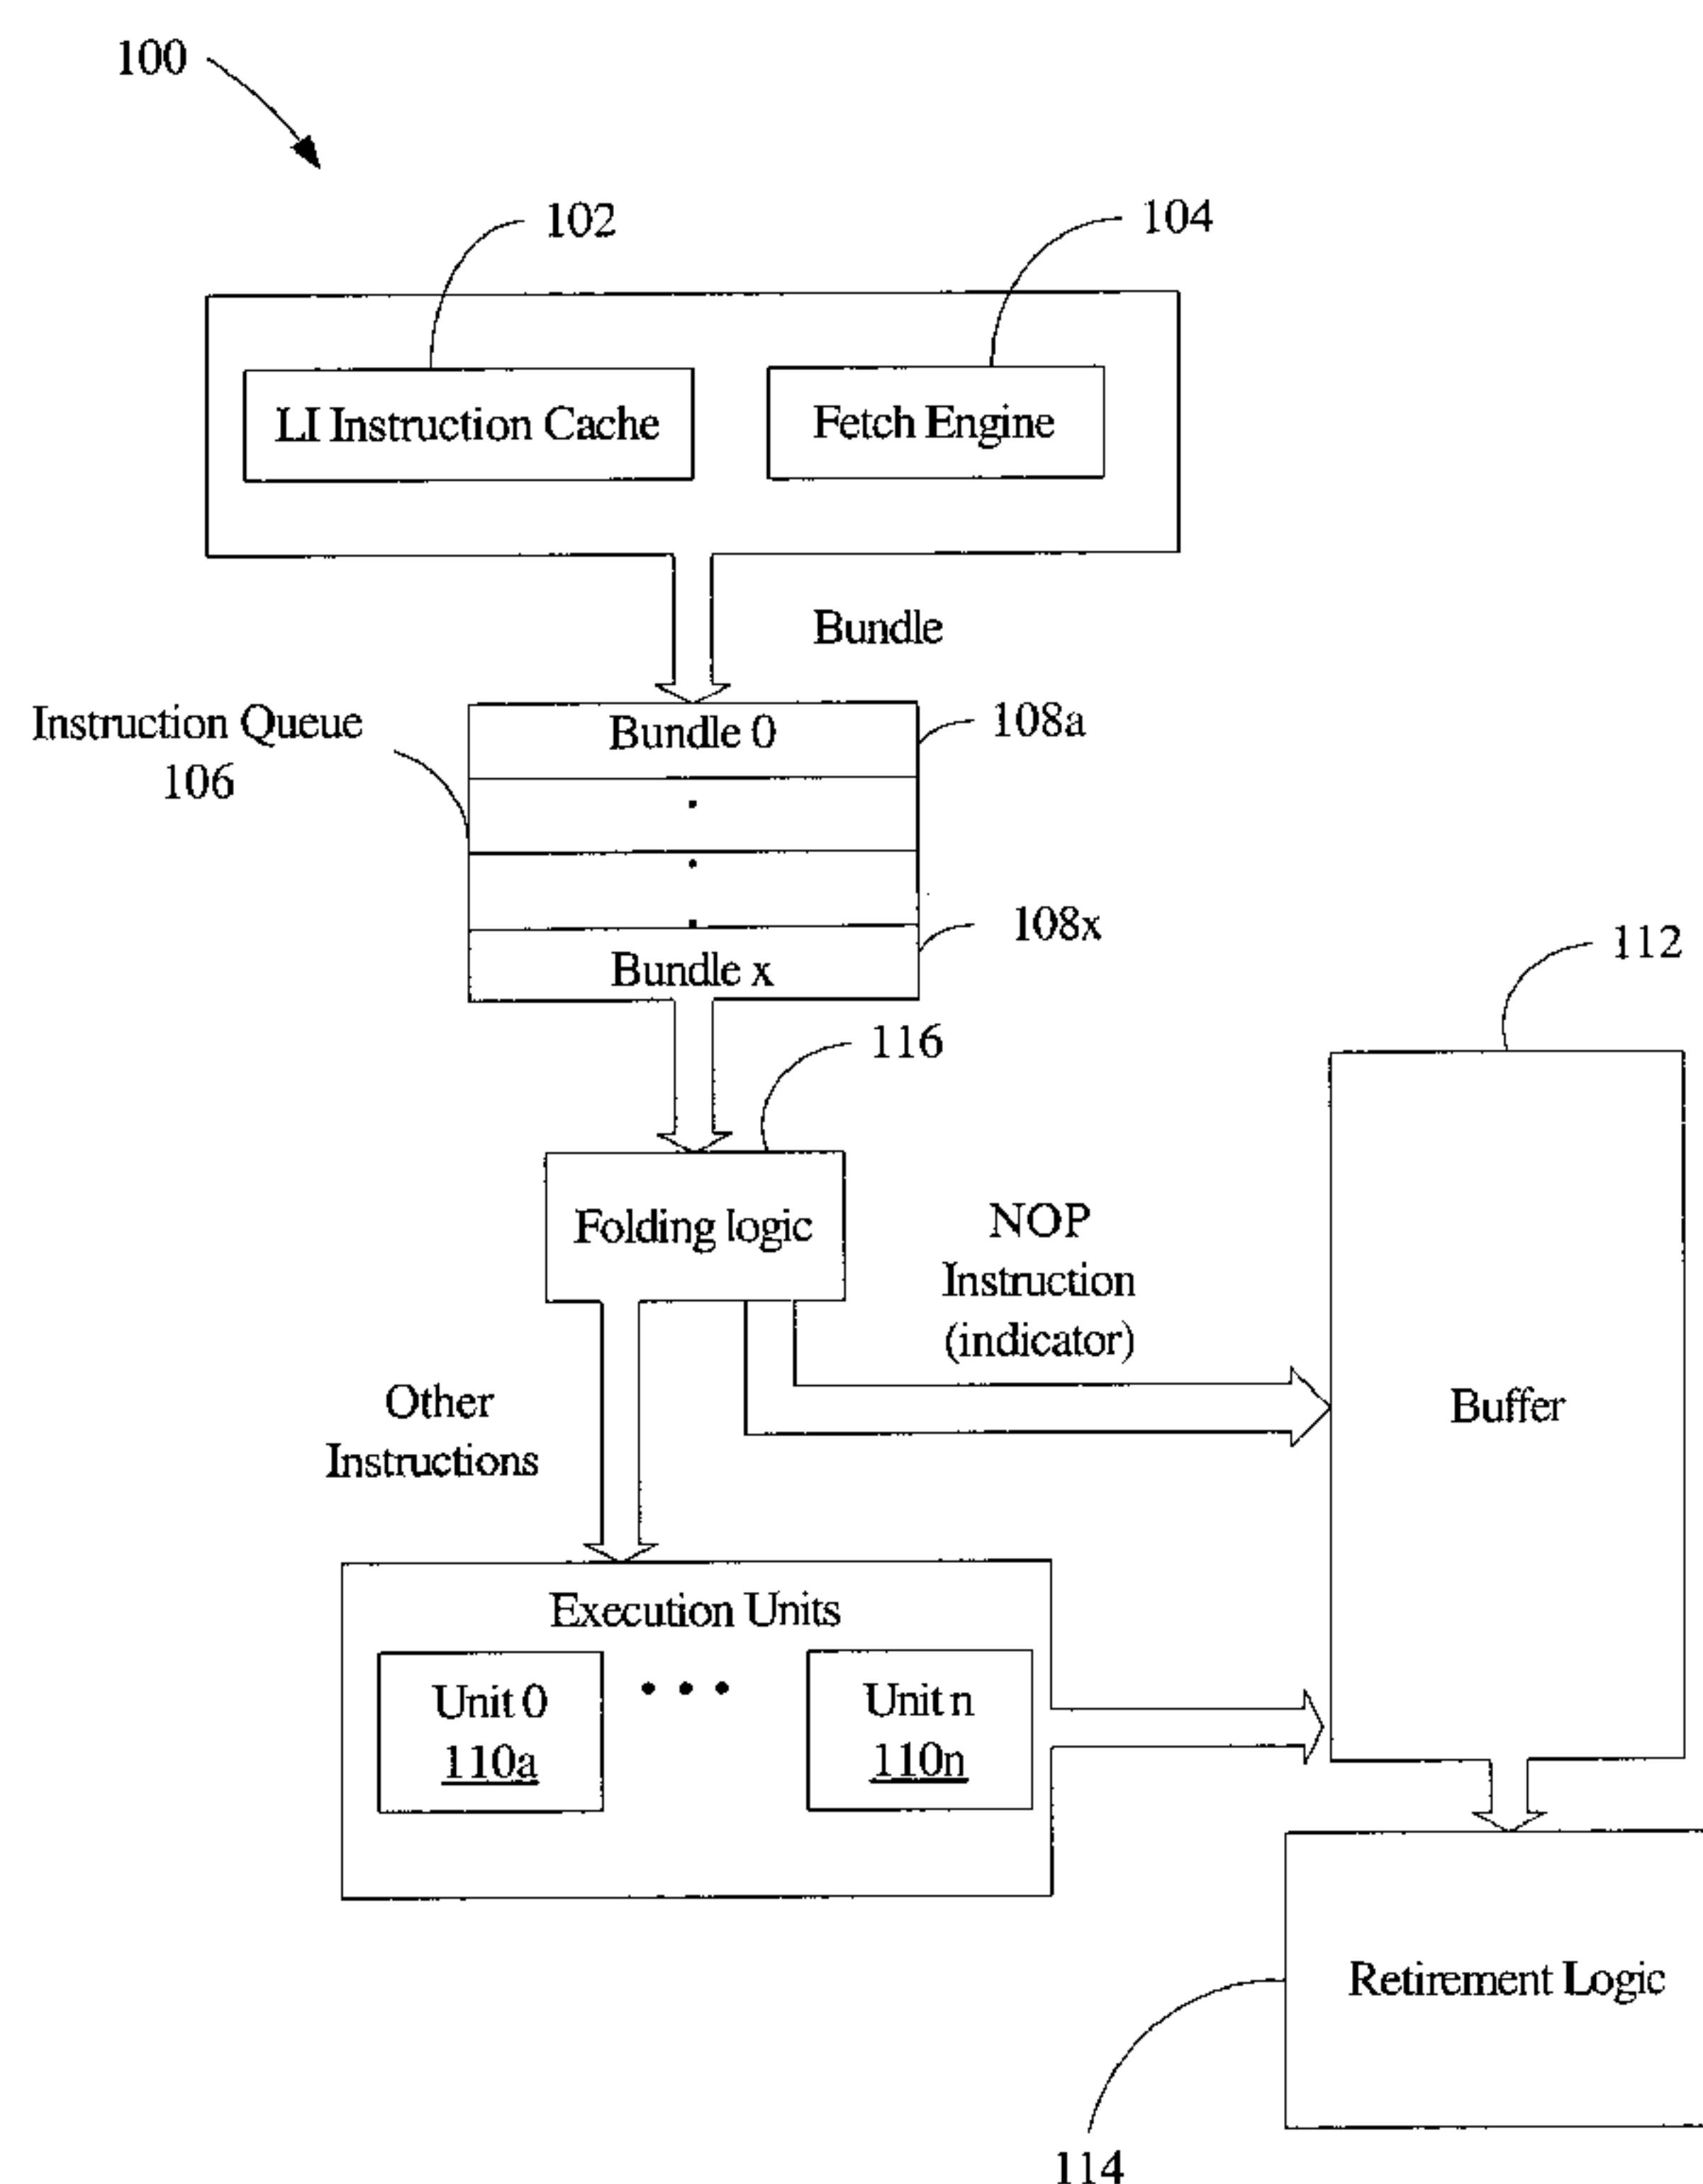 100
102
104
LI Instruction Cache
Fetch Engine
Bundle
Instruction Queue
106
Bundle 0
108a
108x
Bundle x
112
116
Folding logic
NOP
Instruction
(indicator)
Buffer
Other
Instructions
Execution Units
Unit 0
110a
Unit n
110n
Retirement Logic
114